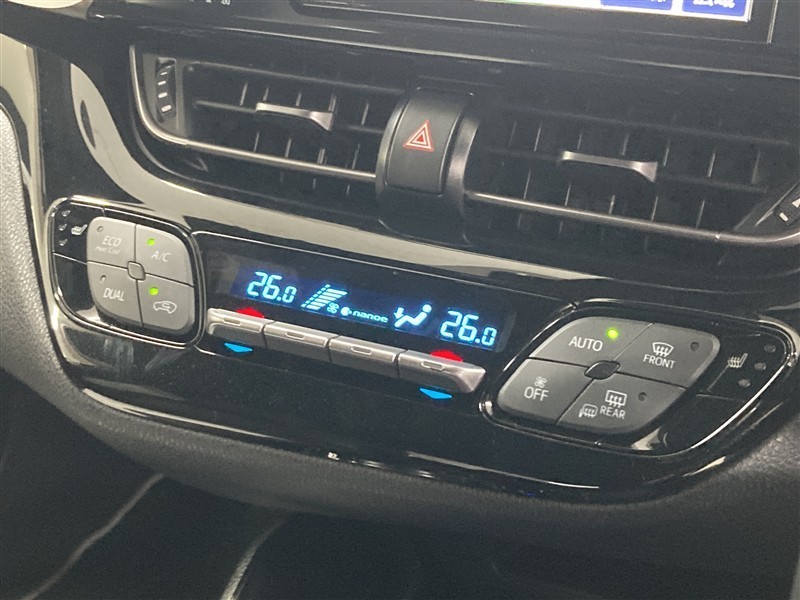 ECO
A/C
DUAL
26.0
nanoe
26.0
AUTO
FRONT
OFF
REAR